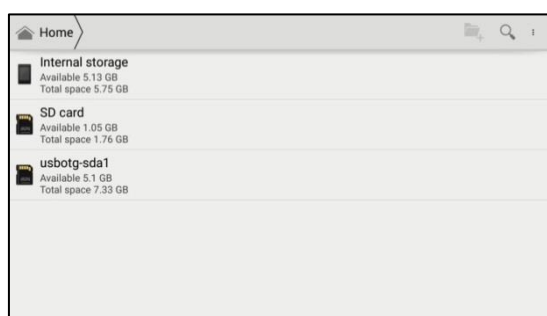 Home
Internal storage
Available 5.13 GB
Total space 5.75 GB
SD card
Available 1.05 GB
Total space 1.76 GB
usbotg-sda1
Available 5.1 GB
Total space 7.33 GB